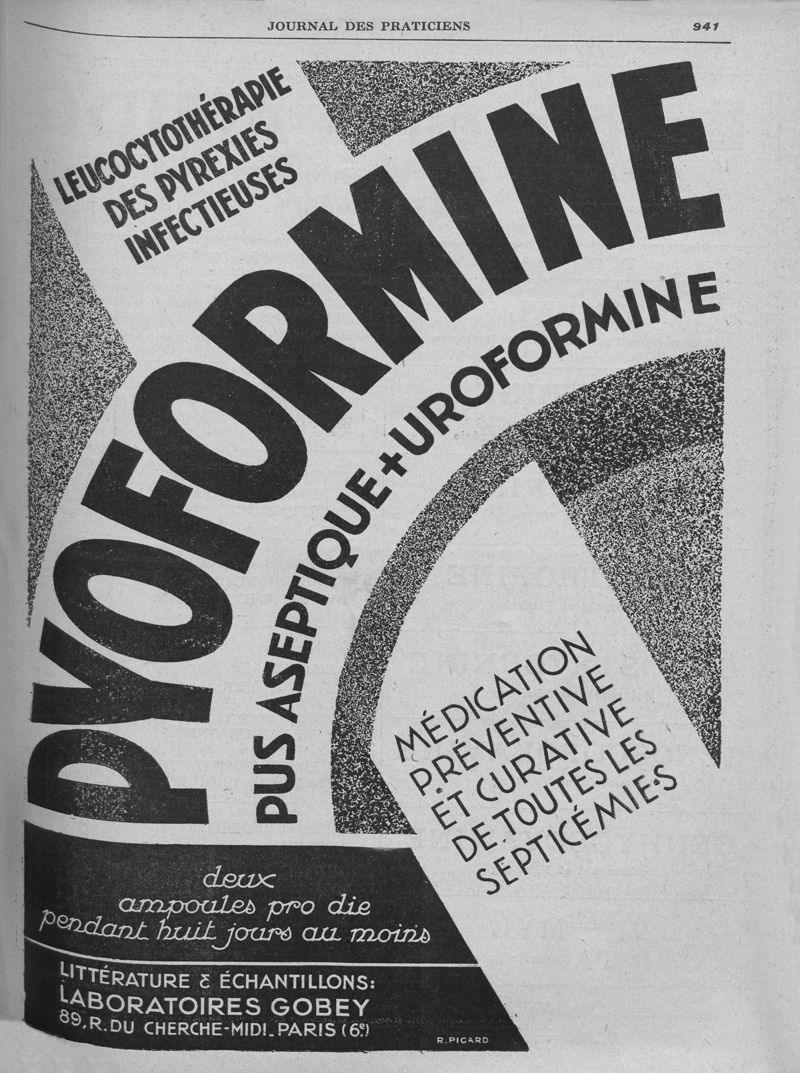 JOURNAL DES PRATICIENS
941
LEUCOCYTOTHÉRAPIE
DES PYREXIES
INFECTIEUSES
PYOFORMINE
PUS ASEPTIQUE + UROFORMINE
MÉDICATION
PRÉVENTIVE
ET CURATIVE
DE TOUTES LES
SEPTICÉMIES
deux
ampoules pro die
pendant huit jours au moins
LITTÉRATURE & ÉCHANTILLONS:
LABORATOIRES GOBEY
89, R. DU CHERCHE-MIDI_PARIS (6e)
R. PICARD